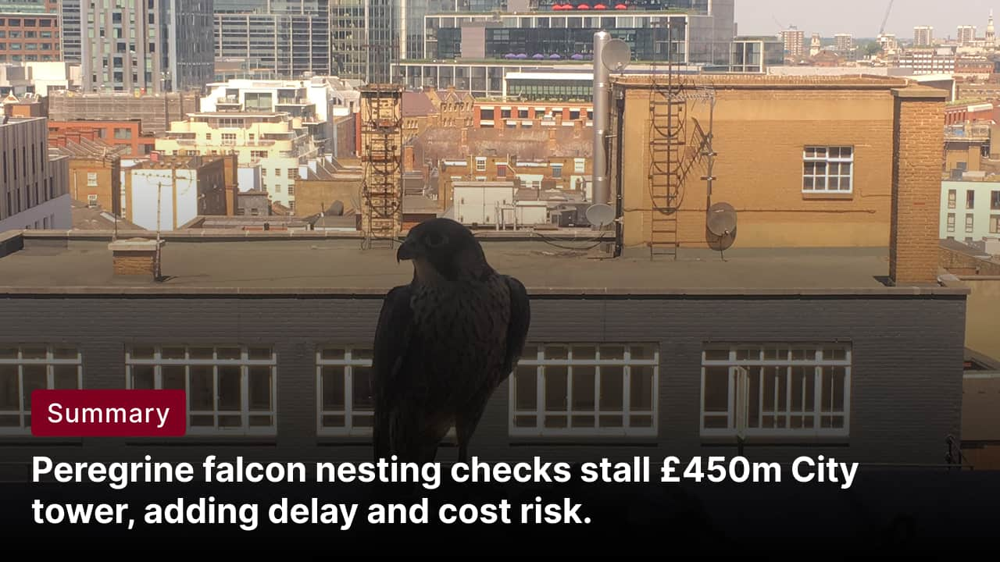 Summary
Peregrine falcon nesting checks stall £450m City
tower, adding delay and cost risk.